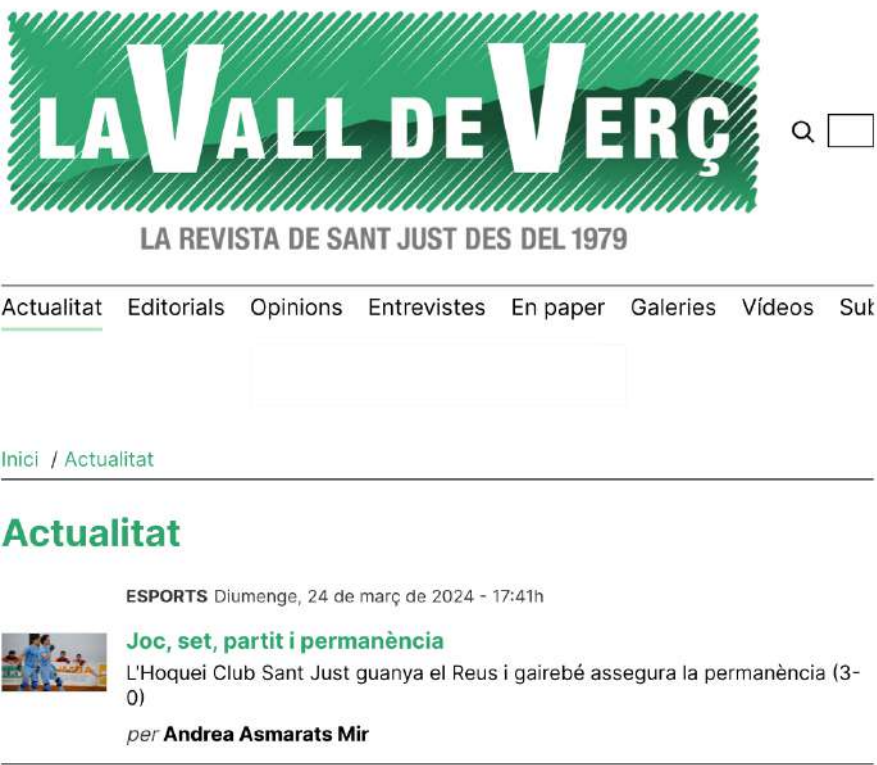 LA VALL DE VERÇ
LA REVISTA DE SANT JUST DES DEL 1979
Actualitat Editorials Opinions Entrevistes En paper Galeries Vídeos
Inici / Actualitat
Actualitat
ESPORTS Diumenge, 24 de març de 2024 - 17:41h
Joc, set, partit i permanència
L'Hoquei Club Sant Just guanya el Reus i gairebé assegura la permanència (3-
0)
per Andrea Asmarats Mir